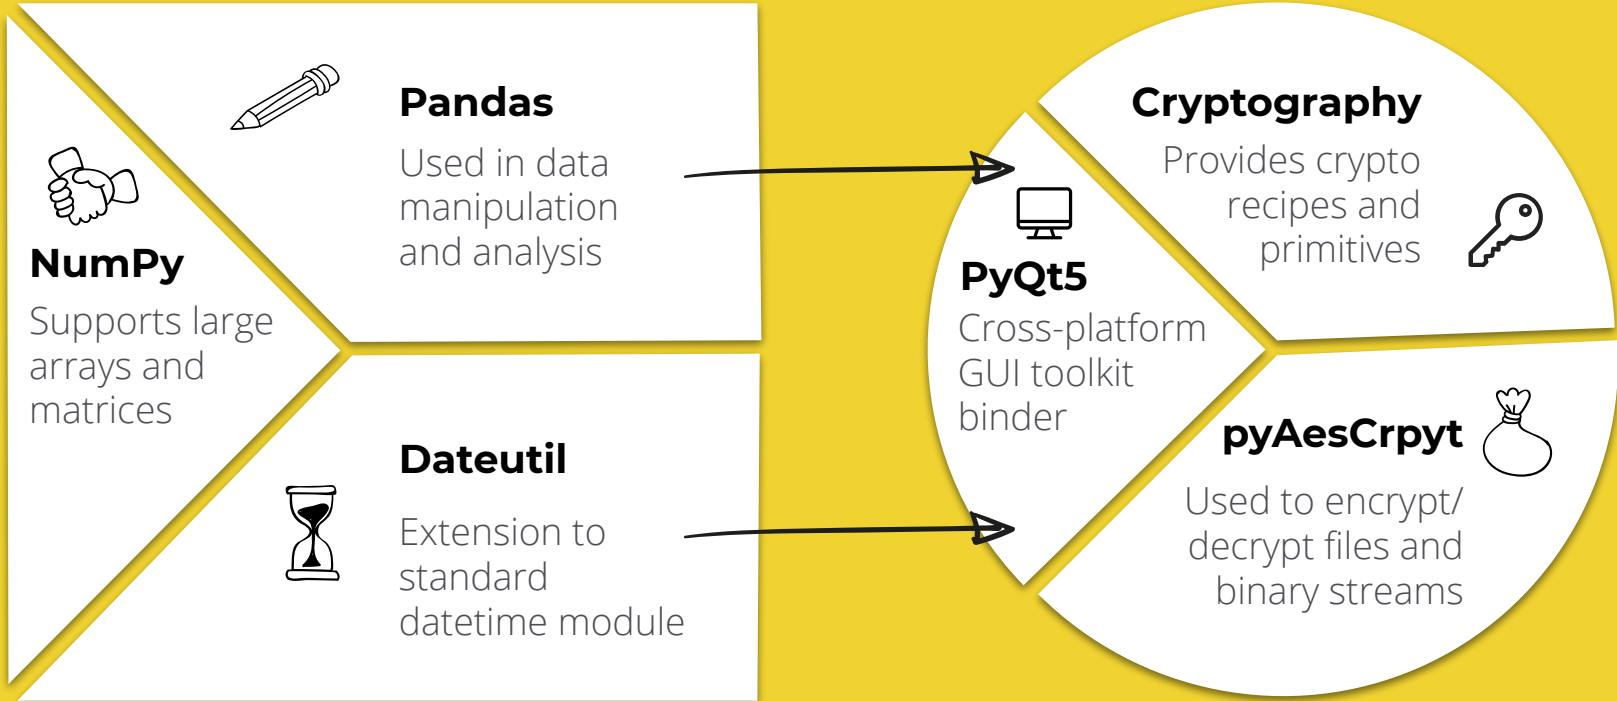 Pandas
Used in data
manipulation
and analysis
NumPy
Supports large
arrays and
matrices
Dateutil
Extension to
standard
datetime module
Cryptography
Provides crypto
recipes and
primitives
PyQt5
Cross-platform
GUI toolkit
binder
pyAesCrpyt
Used to encrypt/
decrypt files and
binary streams